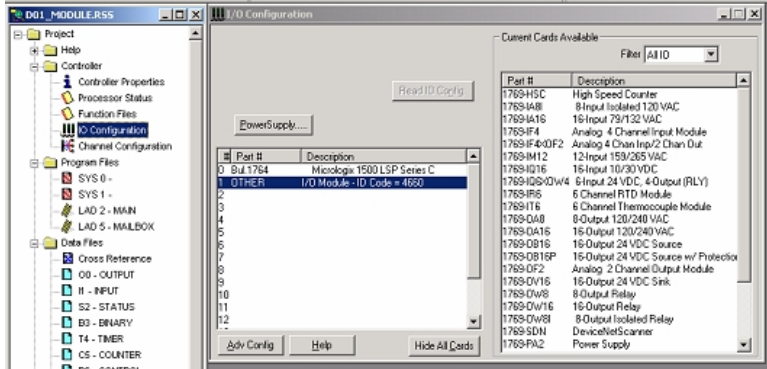 D01_MODULE.RSS
Project
Help
Controller
Controller Properties
Processor Status
Function Files
IO Configuration
Channel Configuration
Program Files
SYS 0 -
SYS 1 -
LAD 2 - MAIN
LAD 5 - MAILBOX
Data Files
Cross Reference
O0 - OUTPUT
I1 - INPUT
S2 - STATUS
B3 - BINARY
T4 - TIMER
C5 - COUNTER
I/O Configuration
Read IO Config.
PowerSupply.....
# Part # Description
0 Bul.1764 Micrologix 1500 LSP Series C
1 OTHER I/O Module - ID Code = 4660
2
3
4
5
6
7
8
9
10
11
12
Adv Config Help Hide All Cards
Current Cards Available
Filter All IO
Part # Description
1769-HSC High Speed Counter
1769-IA8I 8-Input Isolated 120 VAC
1769-IA16 16-Input 79/132 VAC
1769-IF4 Analog 4 Channel Input Module
1769-IF4XOF2 Analog 4 Chan Inp/2 Chan Out
1769-IM12 12-Input 159/265 VAC
1769-IQ16 16-Input 10/30 VDC
1769-IQ6XOW4 6-Input 24 VDC, 4-Output (RLY)
1769-IR6 6 Channel RTD Module
1769-IT6 6 Channel Thermocouple Module
1769-OA8 8-Output 120/240 VAC
1769-OA16 16-Output 120/240 VAC
1769-OB16 16-Output 24 VDC Source
1769-OB16P 16-Output 24 VDC Source w/ Protection
1769-OF2 Analog 2 Channel Output Module
1769-OV16 16-Output 24 VDC Sink
1769-OW8 8-Output Relay
1769-OW16 16-Output Relay
1769-OW8I 8-Output Isolated Relay
1769-SDN DeviceNetScanner
1769-PA2 Power Supply